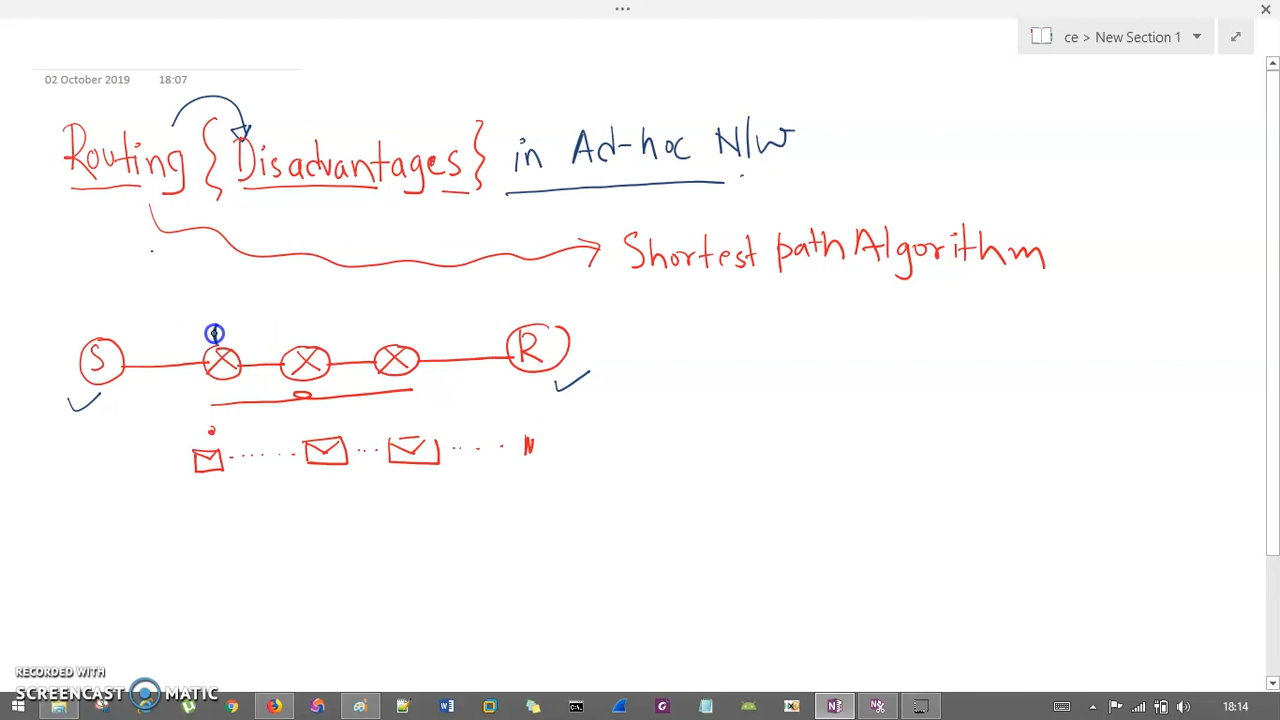 ce > New Section 1
02 October 2019 18:07
Routing {Disadvantages} in Ad-hoc N/W
Shortest path Algorithm
S R
N
RECORDED WITH
SCREENCAST MATIC
18:14